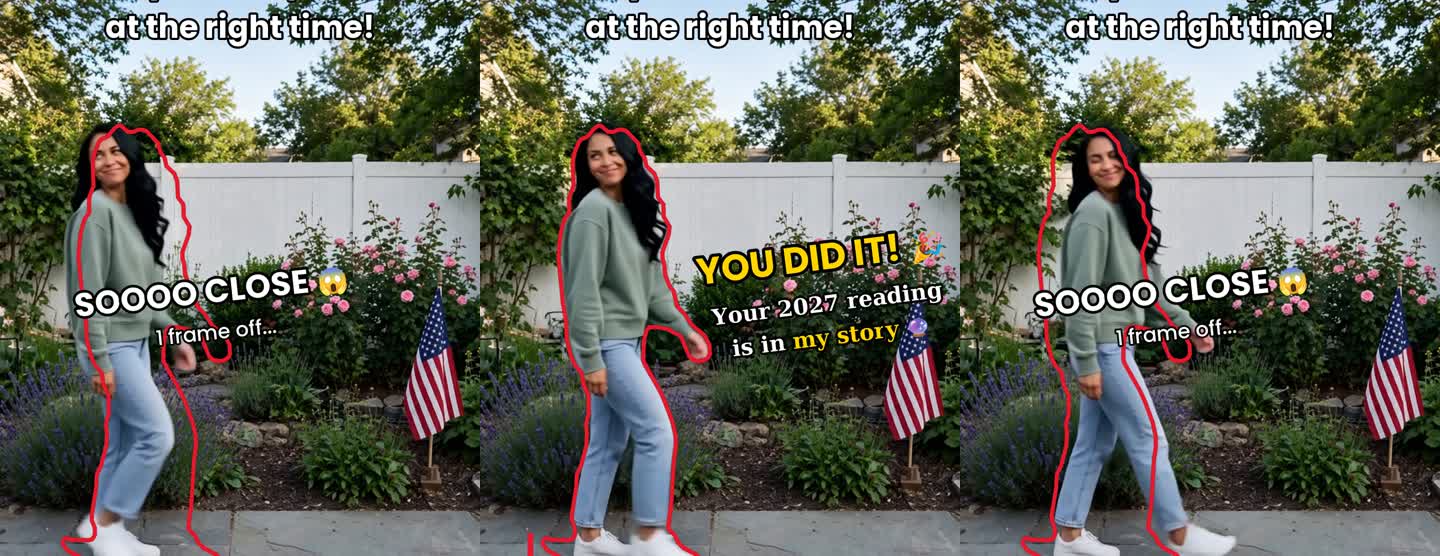 at the right time!
SOOOO CLOSE 😱
1 frame off...
at the right time!
YOU DID IT! 🎉
Your 2027 reading
is in my story 🔮
at the right time!
SOOOO CLOSE 😱
1 frame off...